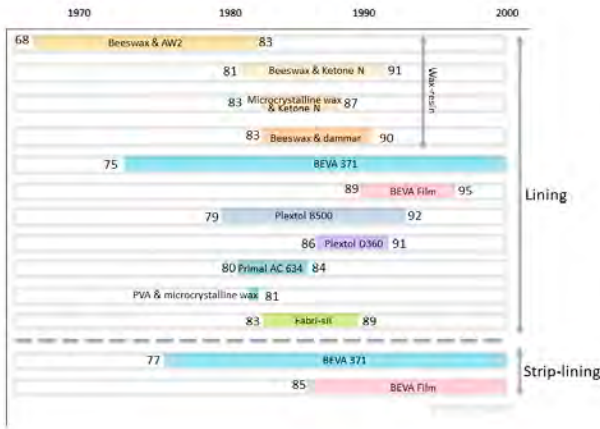 1970 1980 1990 2000
68 Beeswax & AW2 83
81 Beeswax & Ketone N 91
83 Microcrystalline wax 87
& Ketone N
83 Beeswax & dammar 90
Wax-resin
75 BEVA 371
89 BEVA Film 95
Lining
79 Plextol B500 92
86 Plextol D360 91
80 Primal AC 634 84
PVA & microcrystalline wax 81
83 Fabri-sil 89
77 BEVA 371
Strip-lining
85 BEVA Film